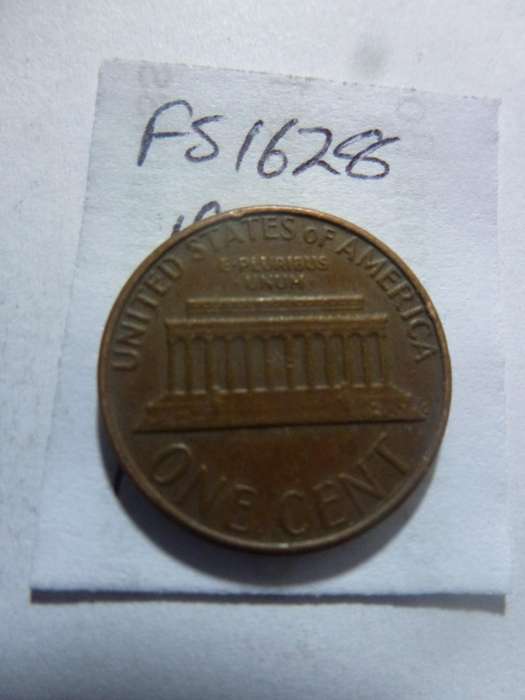 FS1628
UNITED STATES OF AMERICA
E·PLURIBUS
UNUM
ONE CENT